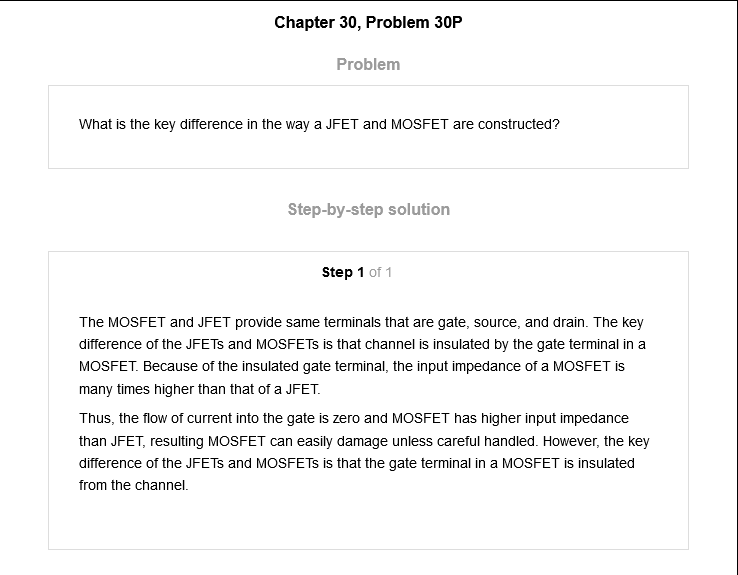 Chapter 30, Problem 30P
Problem
What is the key difference in the way a JFET and MOSFET are constructed?
Step-by-step solution
Step 1 of 1
The MOSFET and JFET provide same terminals that are gate, source, and drain. The key
difference of the JFETs and MOSFETs is that channel is insulated by the gate terminal in a
MOSFET. Because of the insulated gate terminal, the input impedance of a MOSFET is
many times higher than that of a JFET.
Thus, the flow of current into the gate is zero and MOSFET has higher input impedance
than JFET, resulting MOSFET can easily damage unless careful handled. However, the key
difference of the JFETs and MOSFETs is that the gate terminal in a MOSFET is insulated
from the channel.